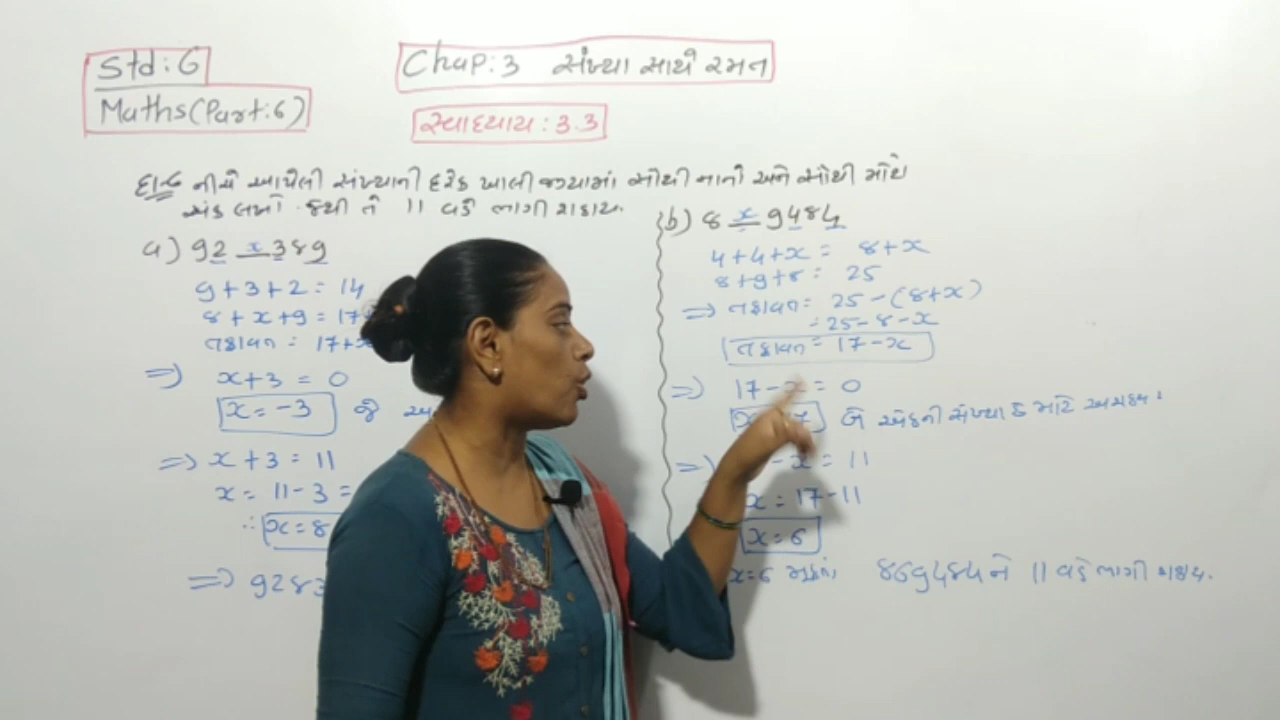 Std : 6
Maths (Part : 6)
Chap : 3 સંખ્યા સાથે રમત
સ્વાધ્યાય : 3.3
દા.6 નીચે આપેલી સંખ્યાની દરેક ખાલી જગ્યામાં સૌથી નાનો અને સૌથી મોટો
અંક લખો જેથી તે 11 વડે ભાગી શકાય.
a) 92 x 389
9 + 3 + 2 = 14
8 + x + 9 = 17
તફાવત = 17 + x
⇒ x + 3 = 0
x = -3 જે
⇒ x + 3 = 11
x = 11 - 3 =
∴ x = 8
⇒ 9283
(b) 8 x 9484
4 + 4 + x = 8 + x
8 + 9 + 8 = 25
⇒ તફાવત = 25 - (8 + x)
= 25 - 8 - x
તફાવત = 17 - x
⇒ 17 - x = 0
7 બે અંકની સંખ્યા છે માટે અશક્ય.
⇒ - x = 11
x = 17 - 11
x = 6
x = 6 મૂકતાં, 869484 ને 11 વડે ભાગી શકાય.